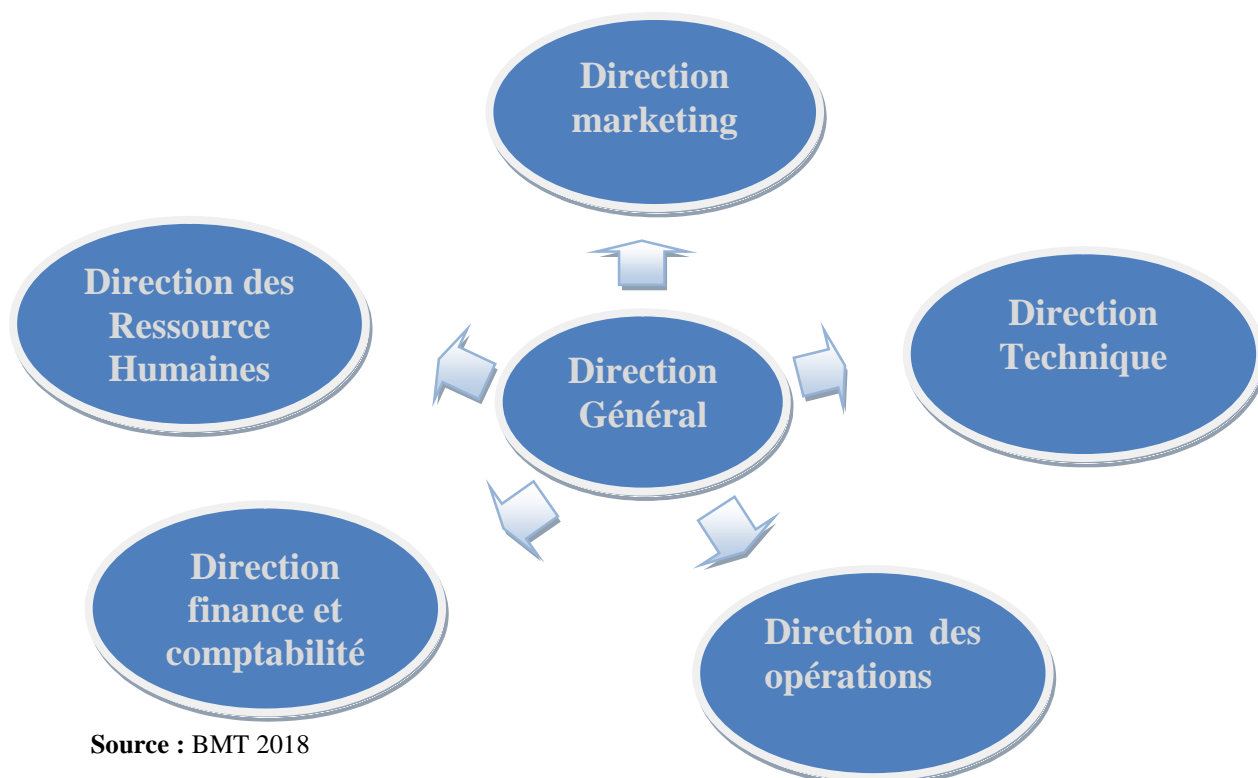 Direction
marketing
Direction des
Ressource
Humaines
Direction
Technique
Direction
Général
Direction
finance et
comptabilité
Direction des
opérations
Source : BMT 2018